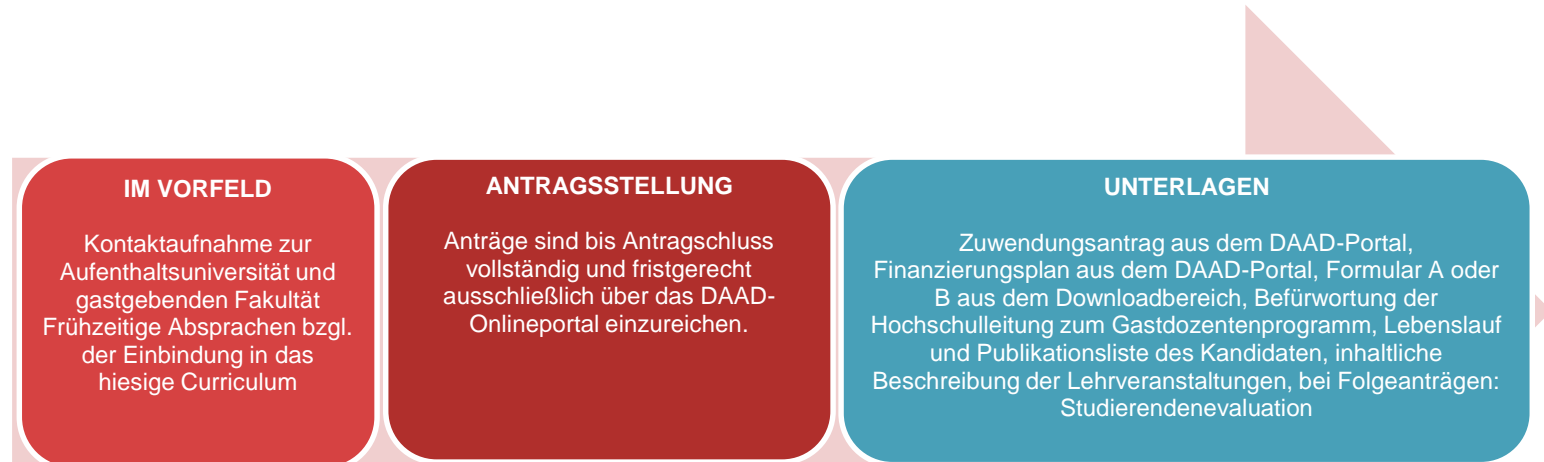 IM VORFELD
Kontaktaufnahme zur
Aufenthaltsuniversität und
gastgebenden Fakultät
Frühzeitige Absprachen bzgl.
der Einbindung in das
hiesige Curriculum
ANTRAGSSTELLUNG
Anträge sind bis Antragschluss
vollständig und fristgerecht
ausschließlich über das DAAD-
Onlineportal einzureichen.
UNTERLAGEN
Zuwendungsantrag aus dem DAAD-Portal,
Finanzierungsplan aus dem DAAD-Portal, Formular A oder
B aus dem Downloadbereich, Befürwortung der
Hochschulleitung zum Gastdozentenprogramm, Lebenslauf
und Publikationsliste des Kandidaten, inhaltliche
Beschreibung der Lehrveranstaltungen, bei Folgeanträgen:
Studierendenevaluation